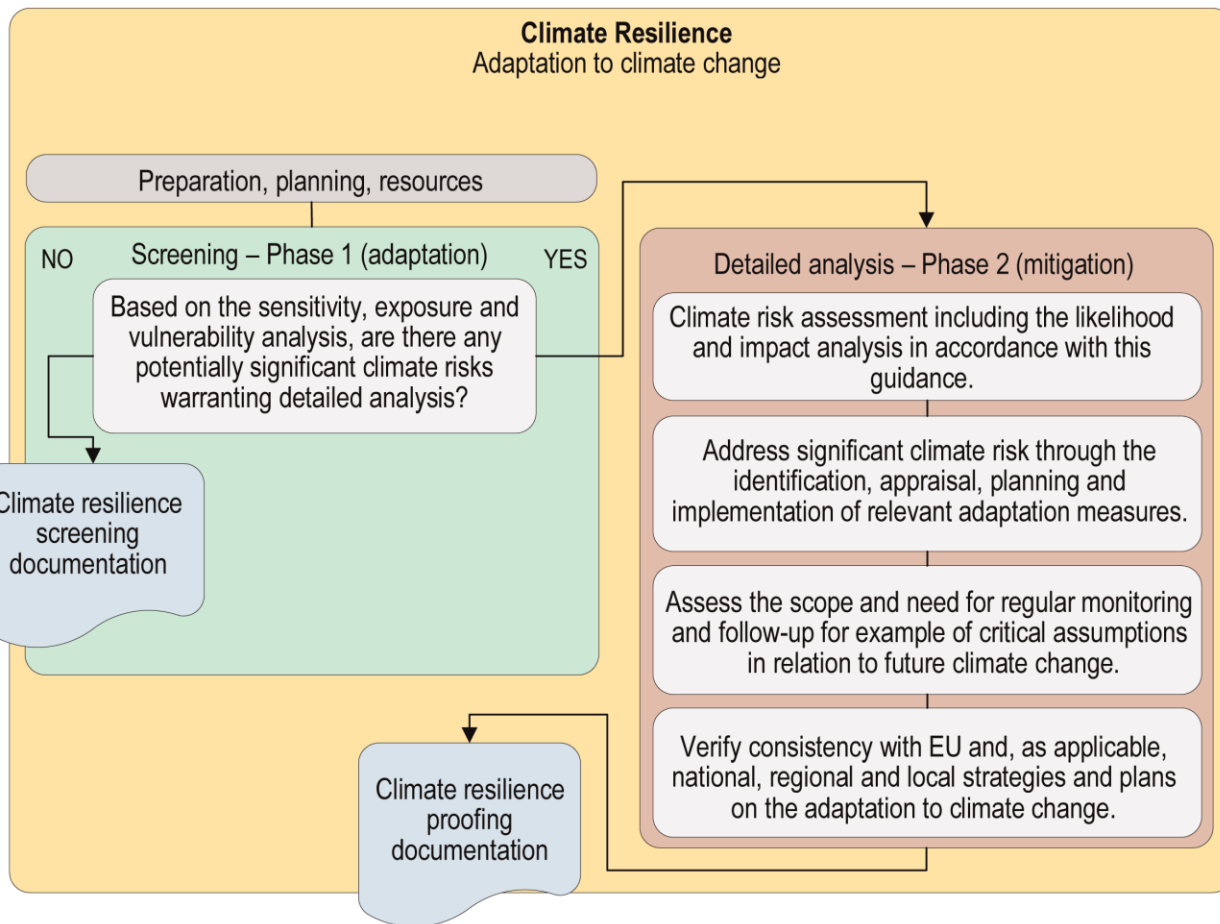 Climate Resilience
Adaptation to climate change
Preparation, planning, resources
NO
Screening – Phase 1 (adaptation)
YES
Based on the sensitivity, exposure and
vulnerability analysis, are there any
potentially significant climate risks
warranting detailed analysis?
Climate resilience
screening
documentation
Detailed analysis – Phase 2 (mitigation)
Climate risk assessment including the likelihood
and impact analysis in accordance with this
guidance.
Address significant climate risk through the
identification, appraisal, planning and
implementation of relevant adaptation measures.
Assess the scope and need for regular monitoring
and follow-up for example of critical assumptions
in relation to future climate change.
Verify consistency with EU and, as applicable,
national, regional and local strategies and plans
on the adaptation to climate change.
Climate resilience
proofing
documentation